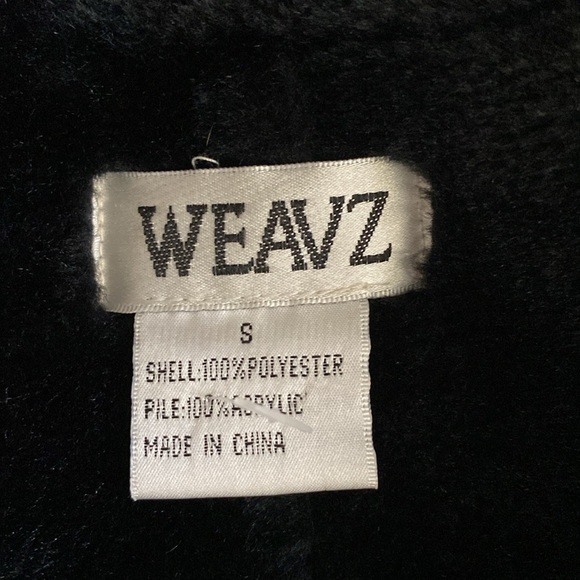 WEAVZ
S
SHELL:100%POLYESTER
PILE:100%ACRYLIC
MADE IN CHINA